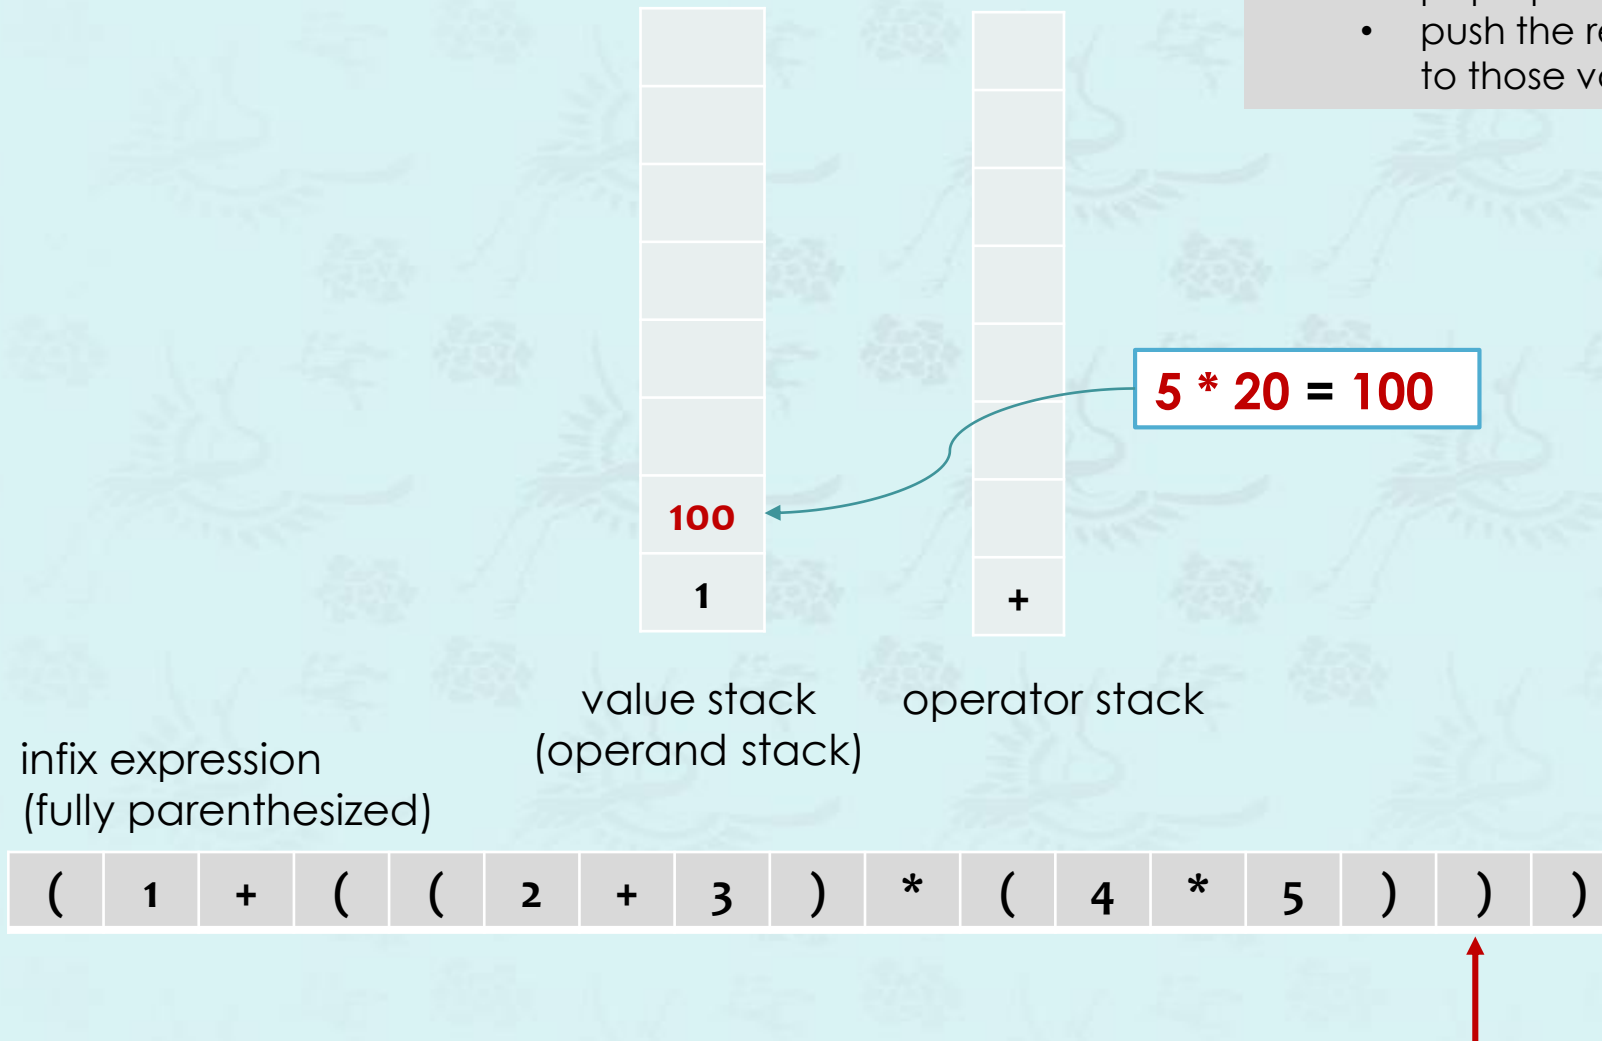 • push the re
to those v
5 * 20 = 100
100
1 +
value stack operator stack
(operand stack)
infix expression
(fully parenthesized)
( 1 + ( ( 2 + 3 ) * ( 4 * 5 ) ) )